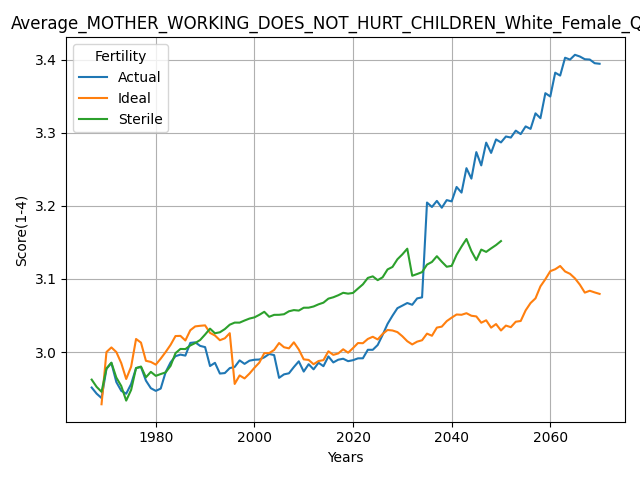 Average_MOTHER_WORKING_DOES_NOT_HURT_CHILDREN_White_Female_Q
Fertility
Actual
Ideal
Sterile
Score(1-4)
3.4
3.3
3.2
3.1
3.0
1980 2000 2020 2040 2060
Years